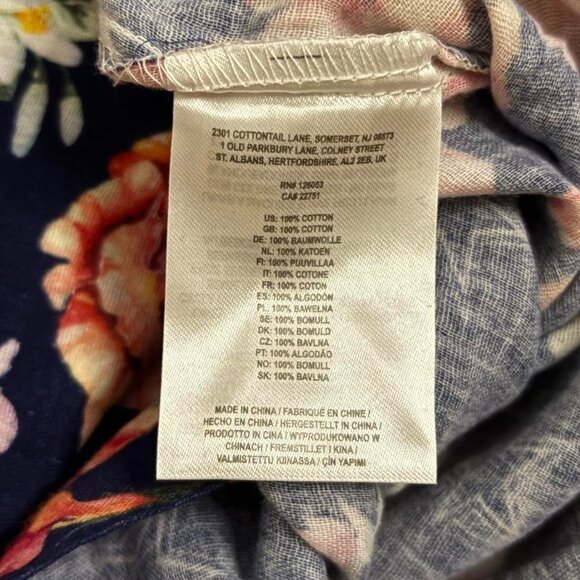 2301 COTTONTAIL LANE, SOMERSET, NJ 08873
1 OLD PARKBURY LANE, COLNEY STREET
ST. ALBANS, HERTFORDSHIRE, AL2 2EB, UK
RN# 126053
CA# 22751
US: 100% COTTON
GB: 100% COTTON
DE: 100% BAUMWOLLE
NL: 100% KATOEN
FI: 100% PUUVILLAA
IT: 100% COTONE
FR: 100% COTON
ES: 100% ALGODÓN
PL: 100% BAWEŁNA
SE: 100% BOMULL
DK: 100% BOMULD
CZ: 100% BAVLNA
PT: 100% ALGODÃO
NO: 100% BOMULL
SK: 100% BAVLNA
MADE IN CHINA / FABRIQUÉ EN CHINE /
HECHO EN CHINA / HERGESTELLT IN CHINA /
PRODOTTO IN CINA / WYPRODUKOWANO W
CHINACH / FREMSTILLET I KINA /
VALMISTETTU KIINASSA / ÇİN YAPIMI